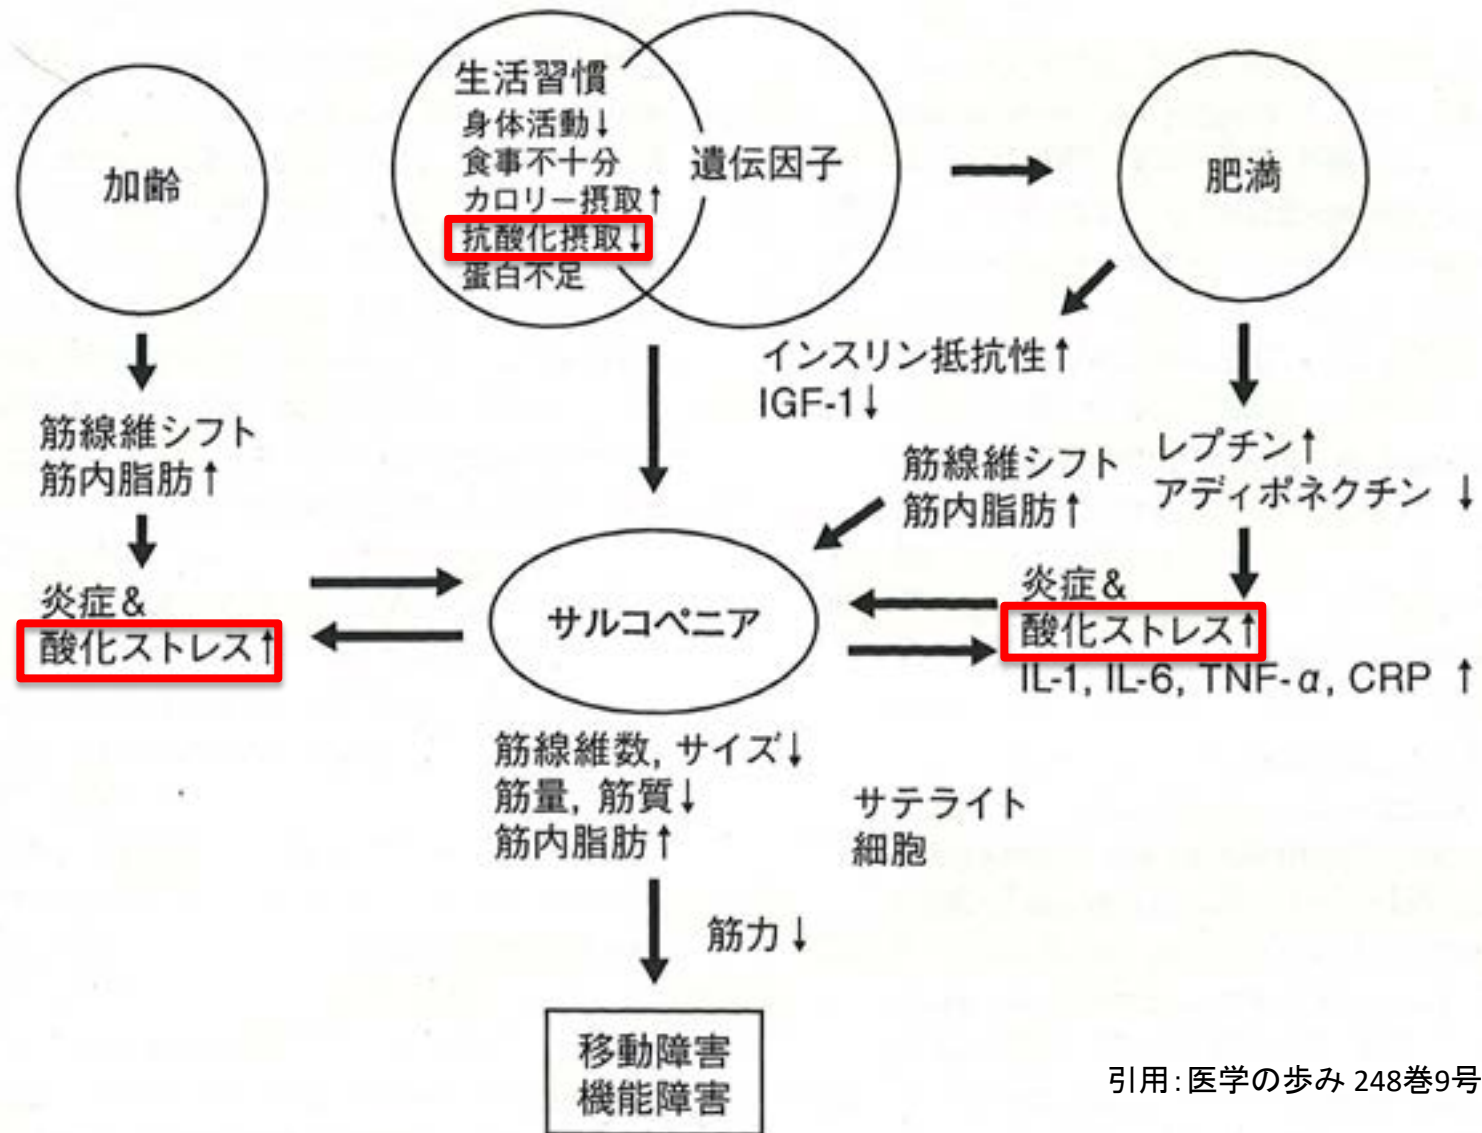 加齢
生活習慣
身体活動↓
食事不十分
カロリー摂取↑
抗酸化摂取↓
蛋白不足
遺伝因子
肥満
筋線維シフト
筋内脂肪↑
炎症&
酸化ストレス↑
インスリン抵抗性↑
IGF-1↓
筋線維シフト
筋内脂肪↑
レプチン↑
アディポネクチン ↓
炎症&
酸化ストレス↑
IL-1, IL-6, TNF-α, CRP ↑
サルコペニア
筋線維数, サイズ↓
筋量, 筋質↓
筋内脂肪↑
サテライト
細胞
筋力↓
移動障害
機能障害
引用：医学の歩み 248巻9号